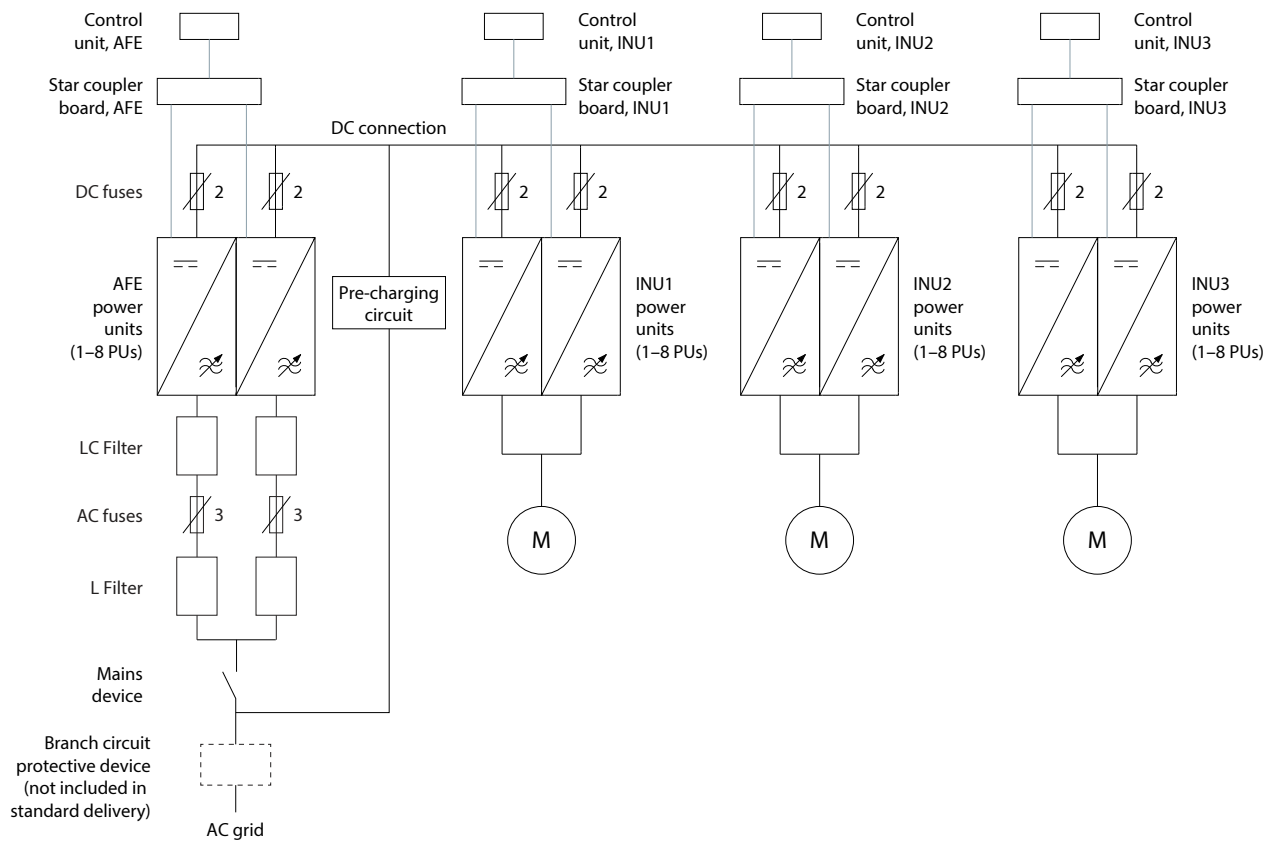 Control
unit, AFE
Control
unit, INU1
Control
unit, INU2
Control
unit, INU3
Star coupler
board, AFE
Star coupler
board, INU1
Star coupler
board, INU2
Star coupler
board, INU3
DC connection
DC fuses
2
2
2
2
2
2
2
2
AFE
power
units
(1–8 PUs)
Pre-charging
circuit
INU1
power
units
(1–8 PUs)
INU2
power
units
(1–8 PUs)
INU3
power
units
(1–8 PUs)
LC Filter
AC fuses
3
3
M
M
M
L Filter
Mains
device
Branch circuit
protective device
(not included in
standard delivery)
AC grid